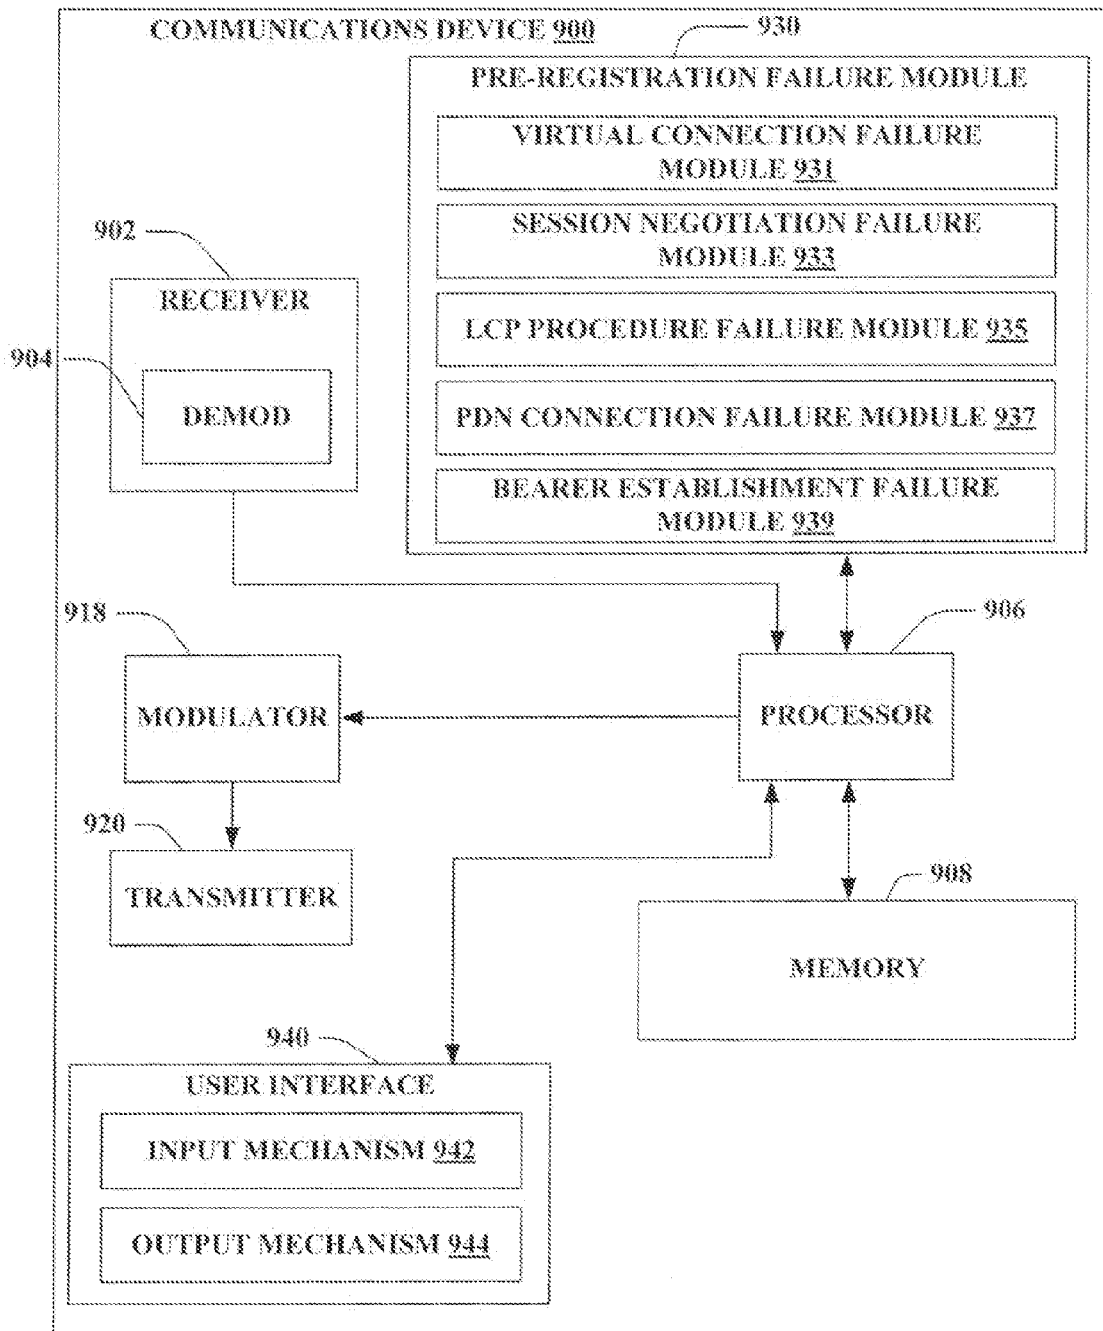 COMMUNICATIONS DEVICE 900
930
PRE-REGISTRATION FAILURE MODULE
VIRTUAL CONNECTION FAILURE
MODULE 931
SESSION NEGOTIATION FAILURE
MODULE 933
LCP PROCEDURE FAILURE MODULE 935
PDN CONNECTION FAILURE MODULE 937
BEARER ESTABLISHMENT FAILURE
MODULE 939
902
RECEIVER
904
DEMOD
918
MODULATOR
906
PROCESSOR
920
TRANSMITTER
908
MEMORY
940
USER INTERFACE
INPUT MECHANISM 942
OUTPUT MECHANISM 944